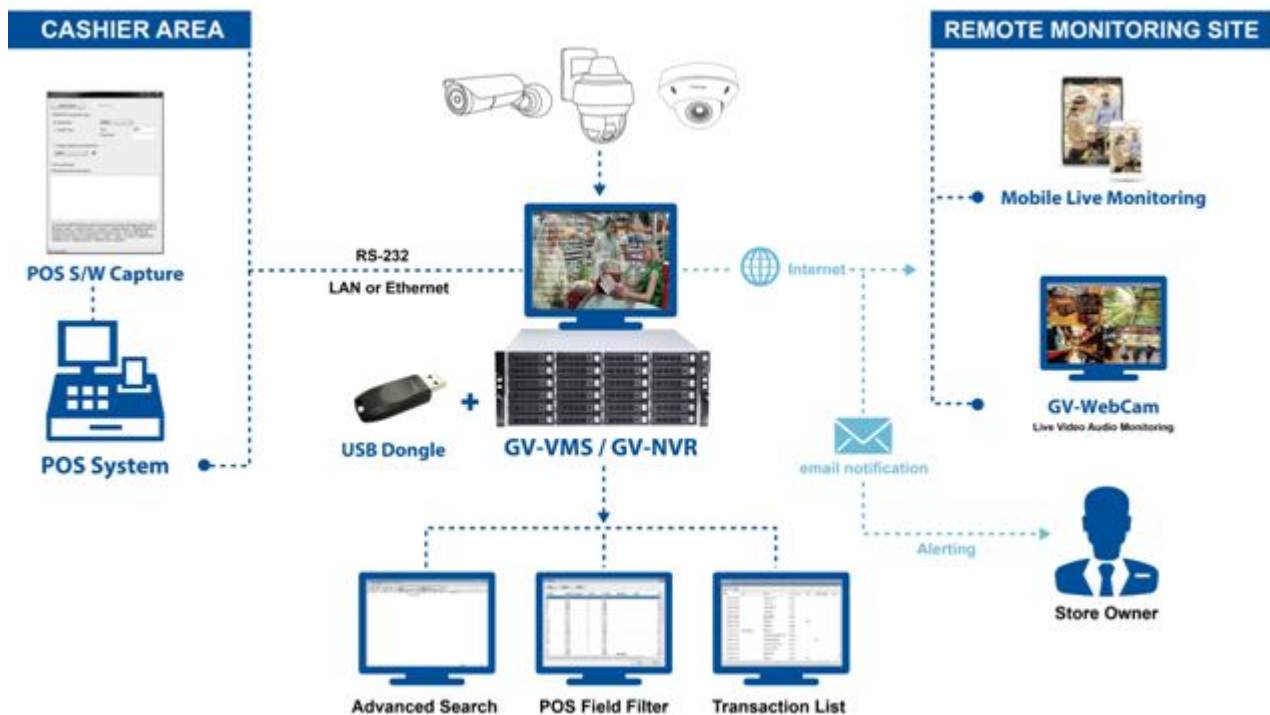 CASHIER AREA
REMOTE MONITORING SITE
POS S/W Capture
POS System
RS-232
LAN or Ethernet
USB Dongle
+
GV-VMS / GV-NVR
Internet
Mobile Live Monitoring
GV-WebCam
Live Video Audio Monitoring
email notification
Alerting
Store Owner
Advanced Search
POS Field Filter
Transaction List